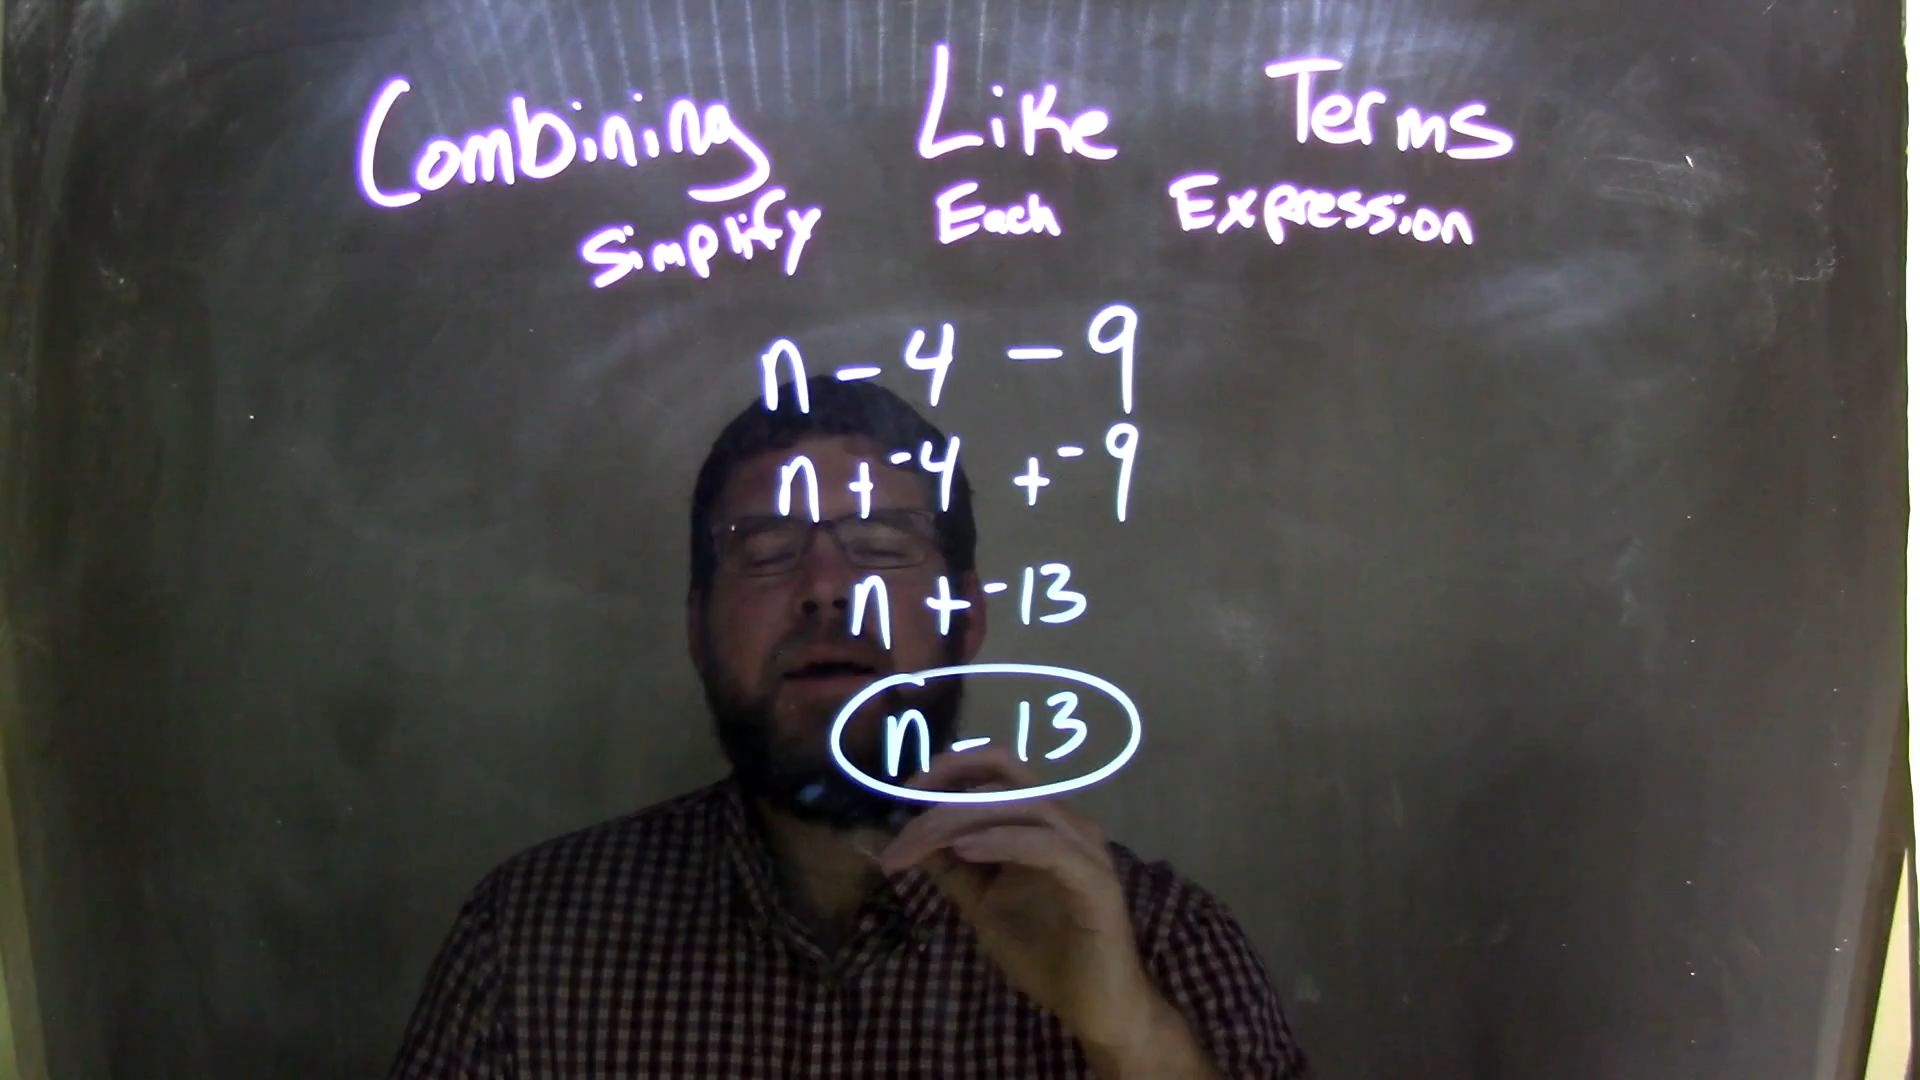 Combining Like Terms
Simplify Each Expression
n - 4 - 9
n + -4 + -9
n + -13
n - 13